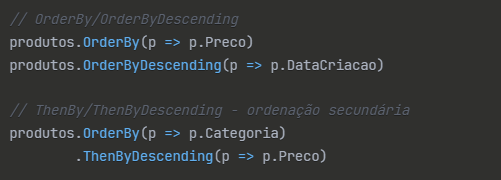 // OrderBy/OrderByDescending
produtos.OrderBy(p => p.Preco)
produtos.OrderByDescending(p => p.DataCriacao)
// ThenBy/ThenByDescending - ordenação secundária
produtos.OrderBy(p => p.Categoria)
.ThenByDescending(p => p.Preco)